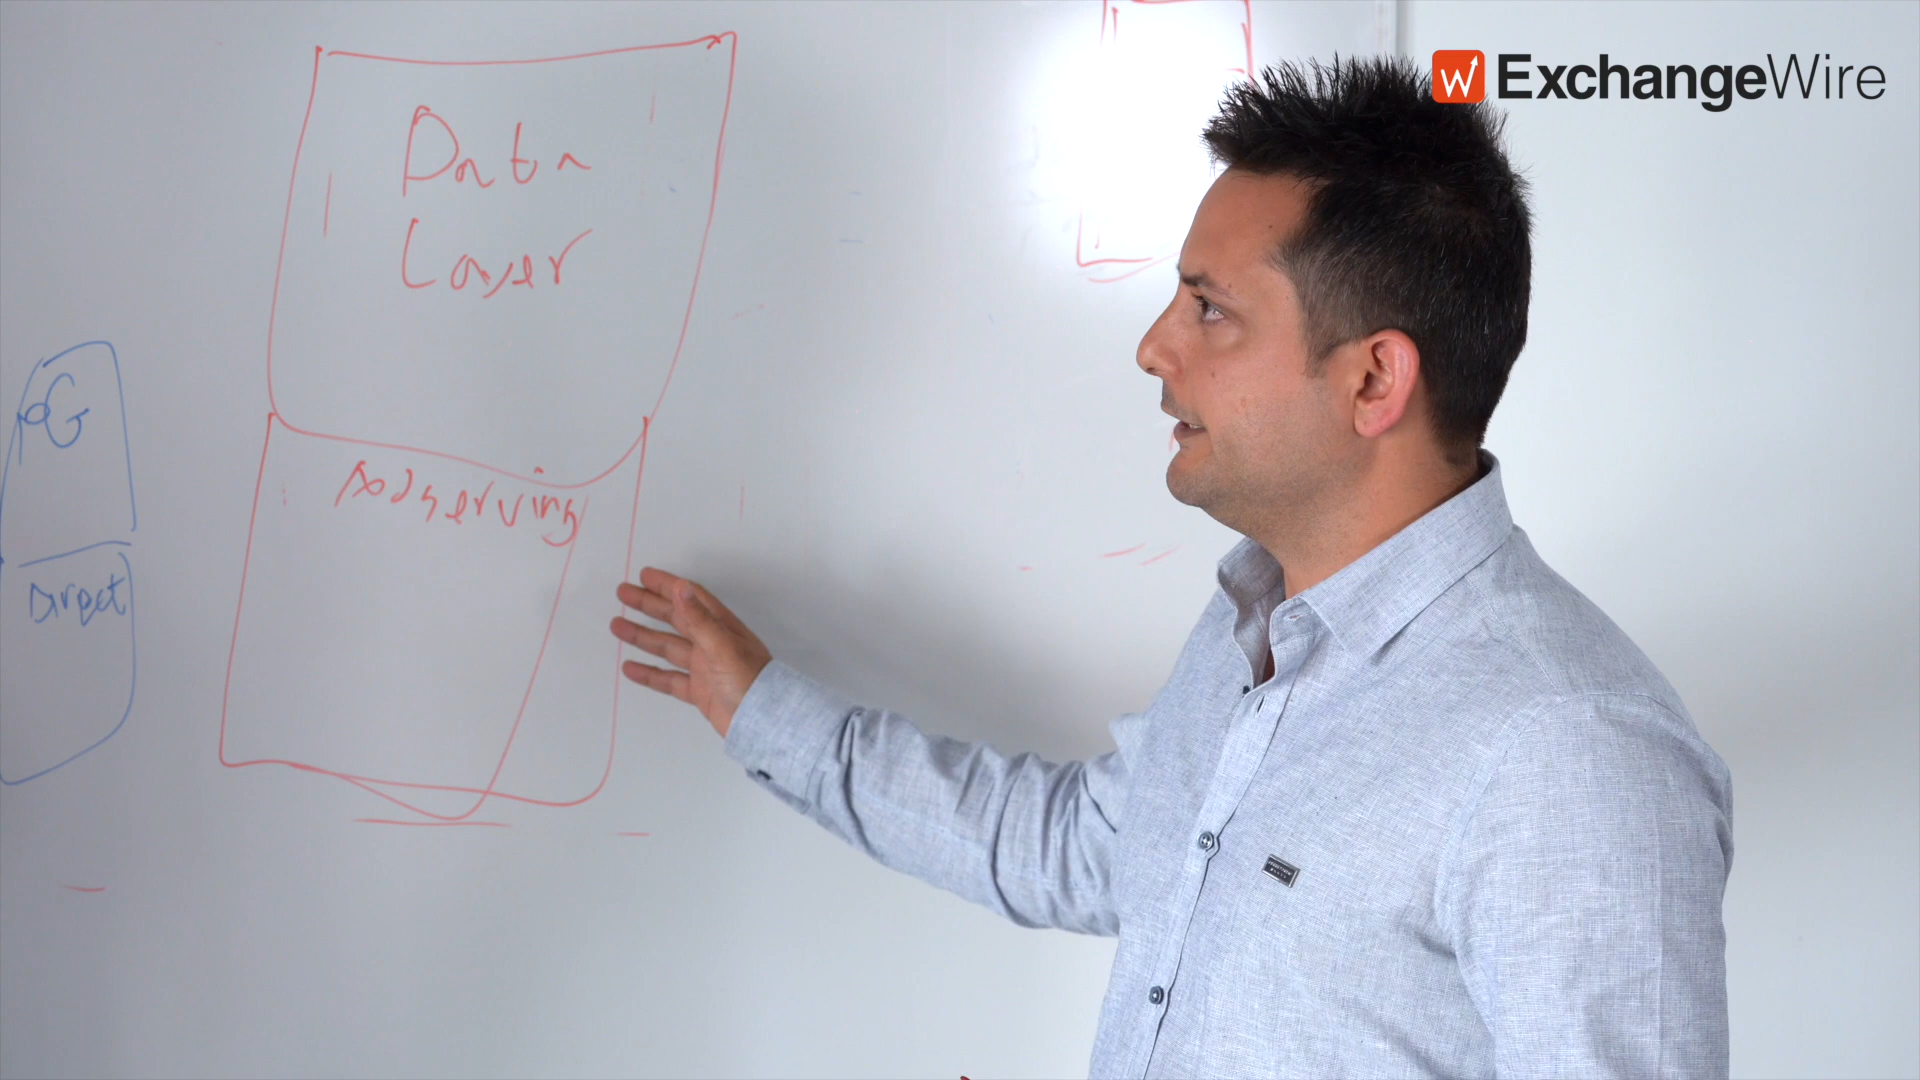 ExchangeWire
Data
Layer
Adserving
PG
Direct